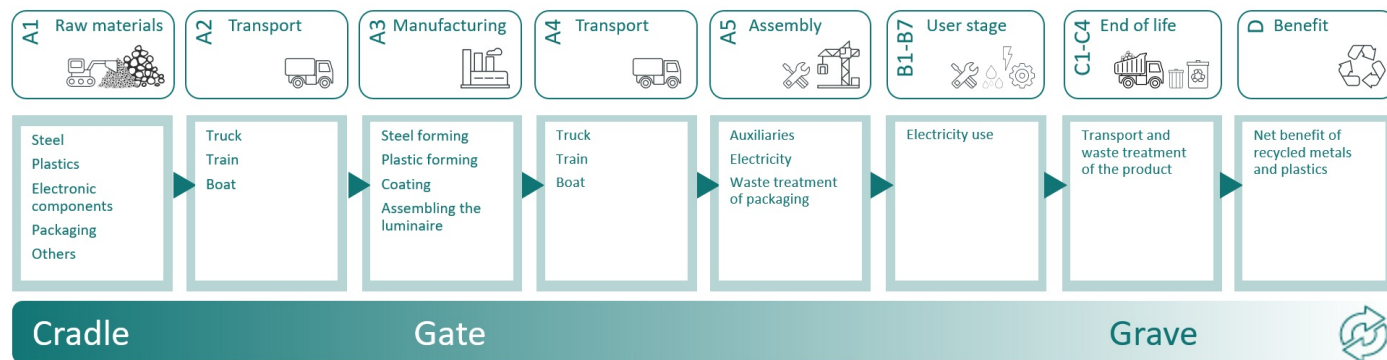 A1 Raw materials
A2 Transport
A3 Manufacturing
A4 Transport
A5 Assembly
B1-B7 User stage
C1-C4 End of life
D Benefit
Steel
Plastics
Electronic
components
Packaging
Others
Truck
Train
Boat
Steel forming
Plastic forming
Coating
Assembling the
luminaire
Truck
Train
Boat
Auxiliaries
Electricity
Waste treatment
of packaging
Electricity use
Transport and
waste treatment
of the product
Net benefit of
recycled metals
and plastics
Cradle
Gate
Grave